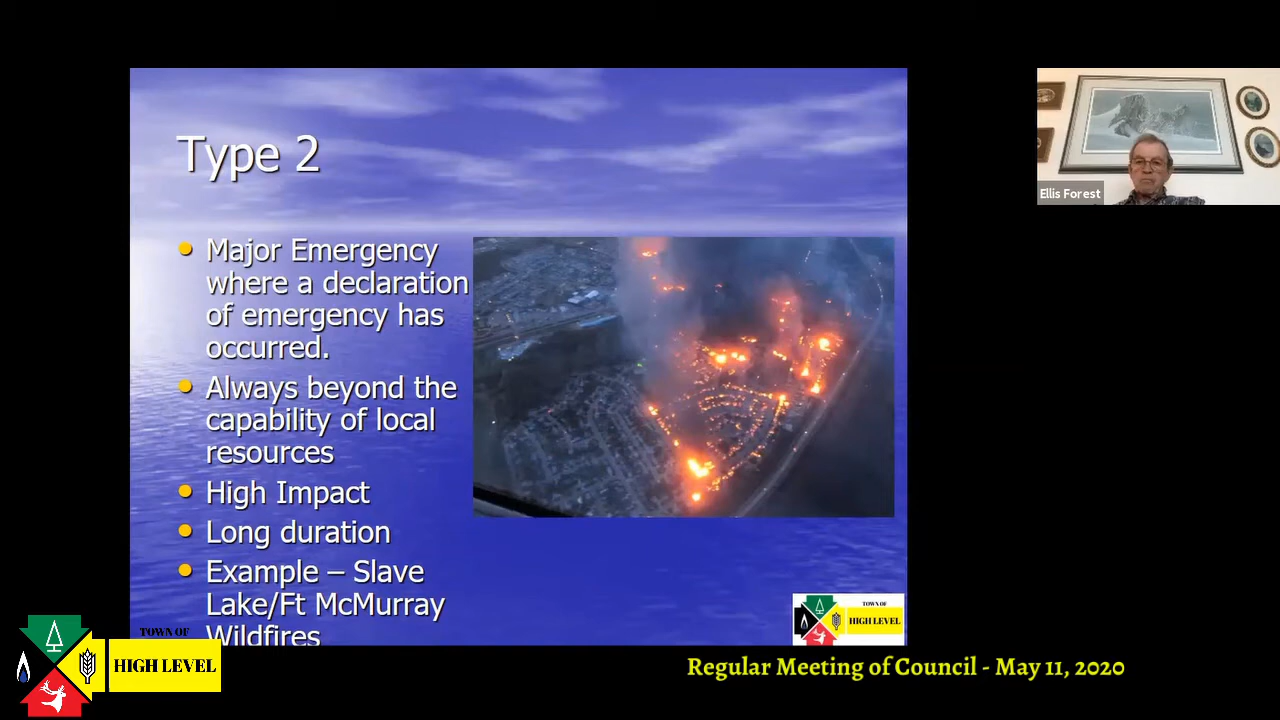 Type 2
Major Emergency
where a declaration
of emergency has
occurred.
Always beyond the
capability of local
resources
High Impact
Long duration
Example – Slave
Lake/Ft McMurray
Wildfires
Ellis Forest
TOWN OF
HIGH LEVEL
TOWN OF
HIGH LEVEL
Regular Meeting of Council - May 11, 2020